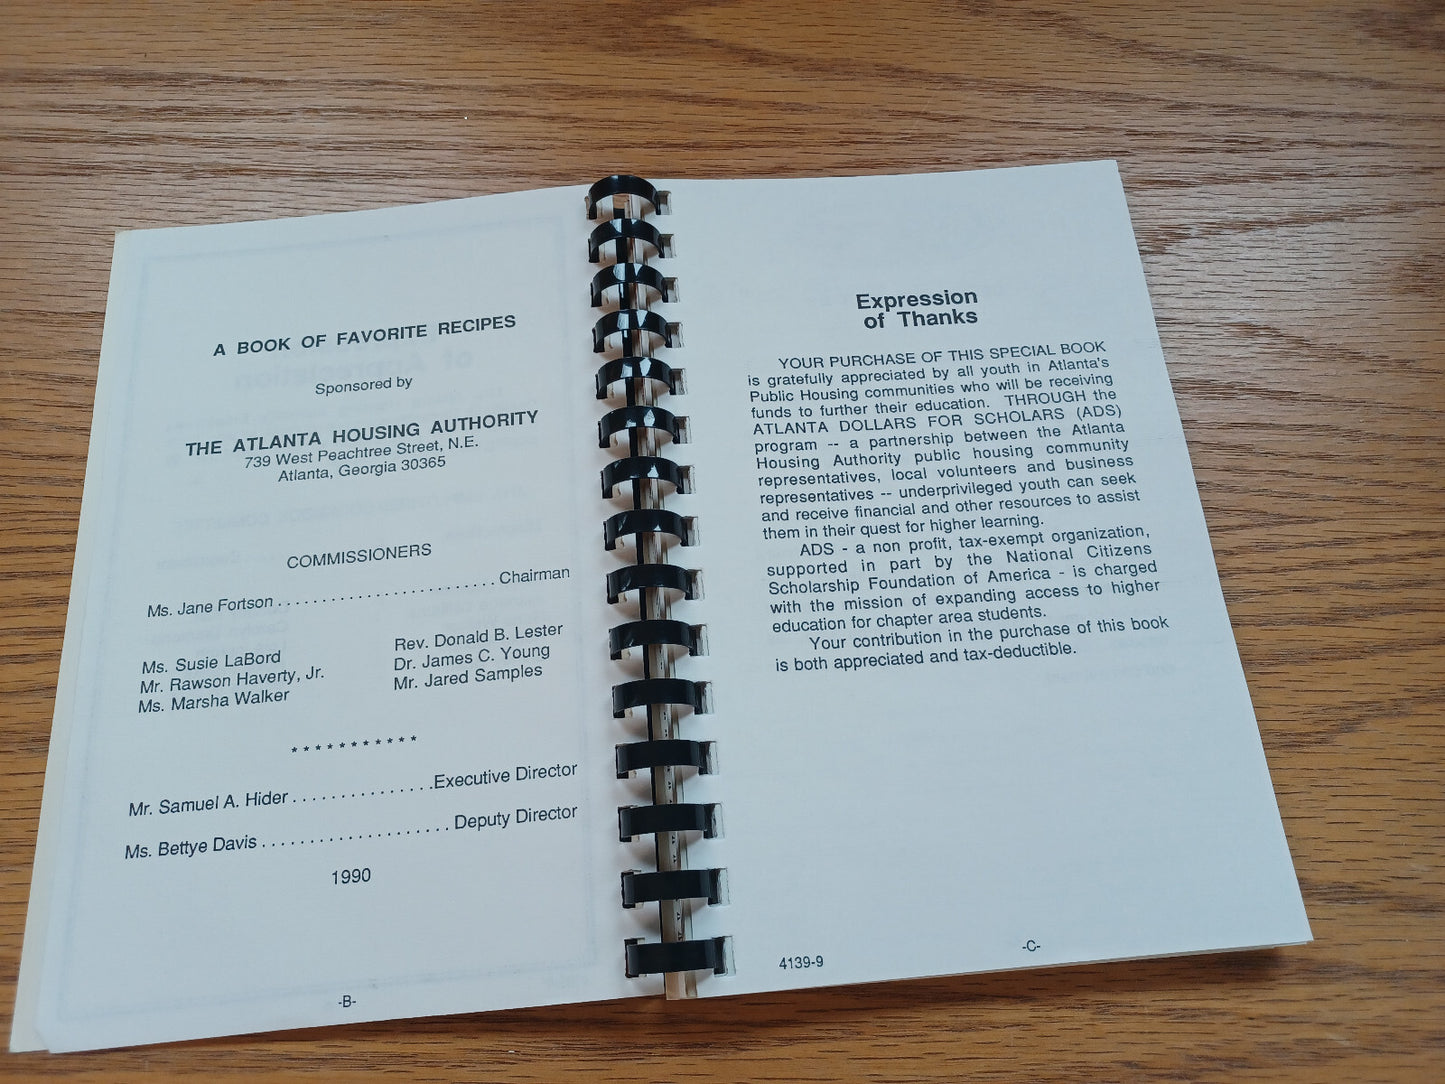 A BOOK OF FAVORITE RECIPES
Sponsored by
THE ATLANTA HOUSING AUTHORITY
739 West Peachtree Street, N.E.
Atlanta, Georgia 30365
COMMISSIONERS
Ms. Jane Fortson . . . . . . . . . . . . . . . . . . . . . . . . . Chairman
Ms. Susie LaBord
Mr. Rawson Haverty, Jr.
Ms. Marsha Walker
Rev. Donald B. Lester
Dr. James C. Young
Mr. Jared Samples
* * * * * * * * * * *
Mr. Samuel A. Hider . . . . . . . . . . . . . . .Executive Director
Ms. Bettye Davis . . . . . . . . . . . . . . . . . . . . Deputy Director
1990
-B-
Expression
of Thanks
YOUR PURCHASE OF THIS SPECIAL BOOK
is gratefully appreciated by all youth in Atlanta's
Public Housing communities who will be receiving
funds to further their education. THROUGH the
ATLANTA DOLLARS FOR SCHOLARS (ADS)
program -- a partnership between the Atlanta
Housing Authority public housing community
representatives, local volunteers and business
representatives -- underprivileged youth can seek
and receive financial and other resources to assist
them in their quest for higher learning.
ADS - a non profit, tax-exempt organization,
supported in part by the National Citizens
Scholarship Foundation of America - is charged
with the mission of expanding access to higher
education for chapter area students.
Your contribution in the purchase of this book
is both appreciated and tax-deductible.
4139-9
-C-